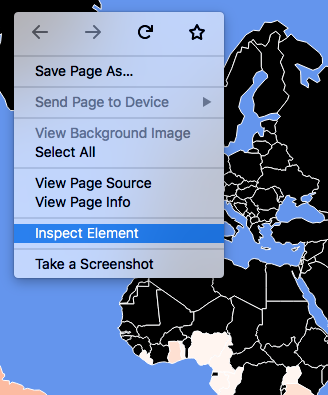 Save Page As...
Send Page to Device
View Background Image
Select All
View Page Source
View Page Info
Inspect Element
Take a Screenshot